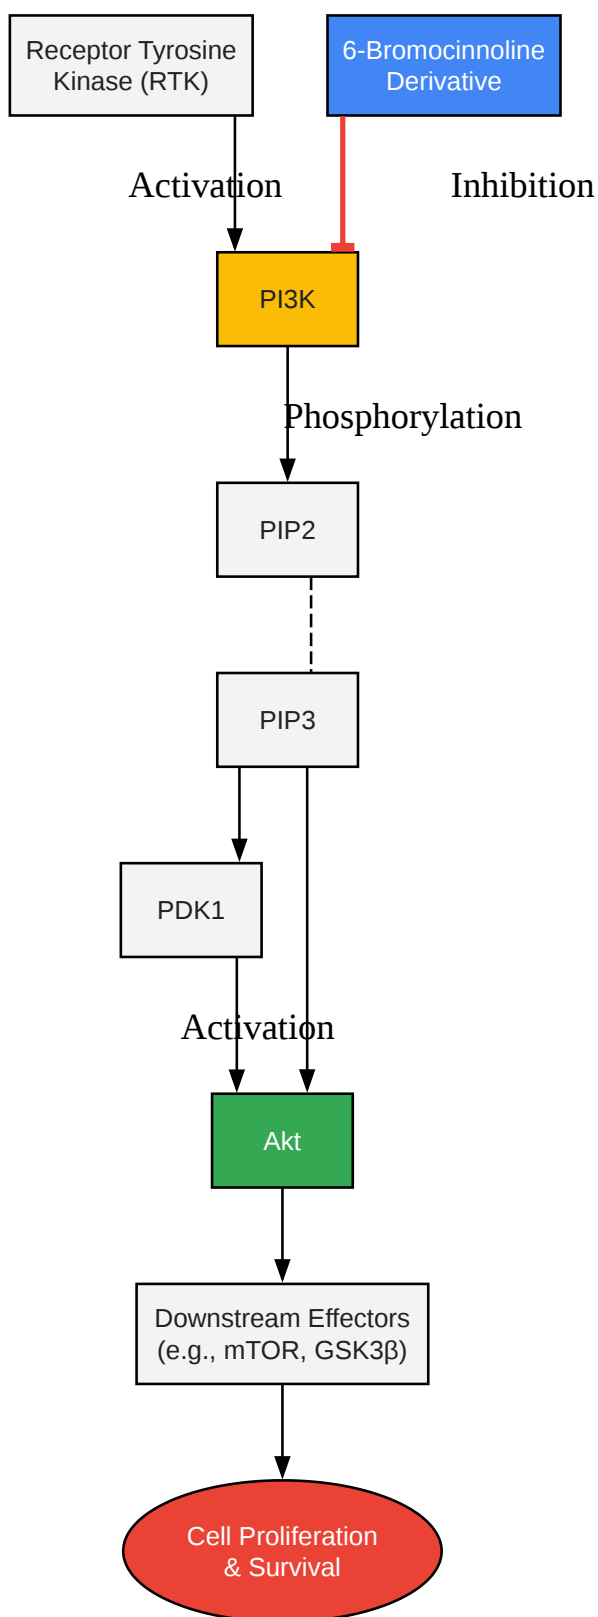 Receptor Tyrosine
Kinase (RTK)
6-Bromocinnoline
Derivative
Activation
Inhibition
PI3K
Phosphorylation
PIP2
PIP3
PDK1
Activation
Akt
Downstream Effectors
(e.g., mTOR, GSK3β)
Cell Proliferation
& Survival